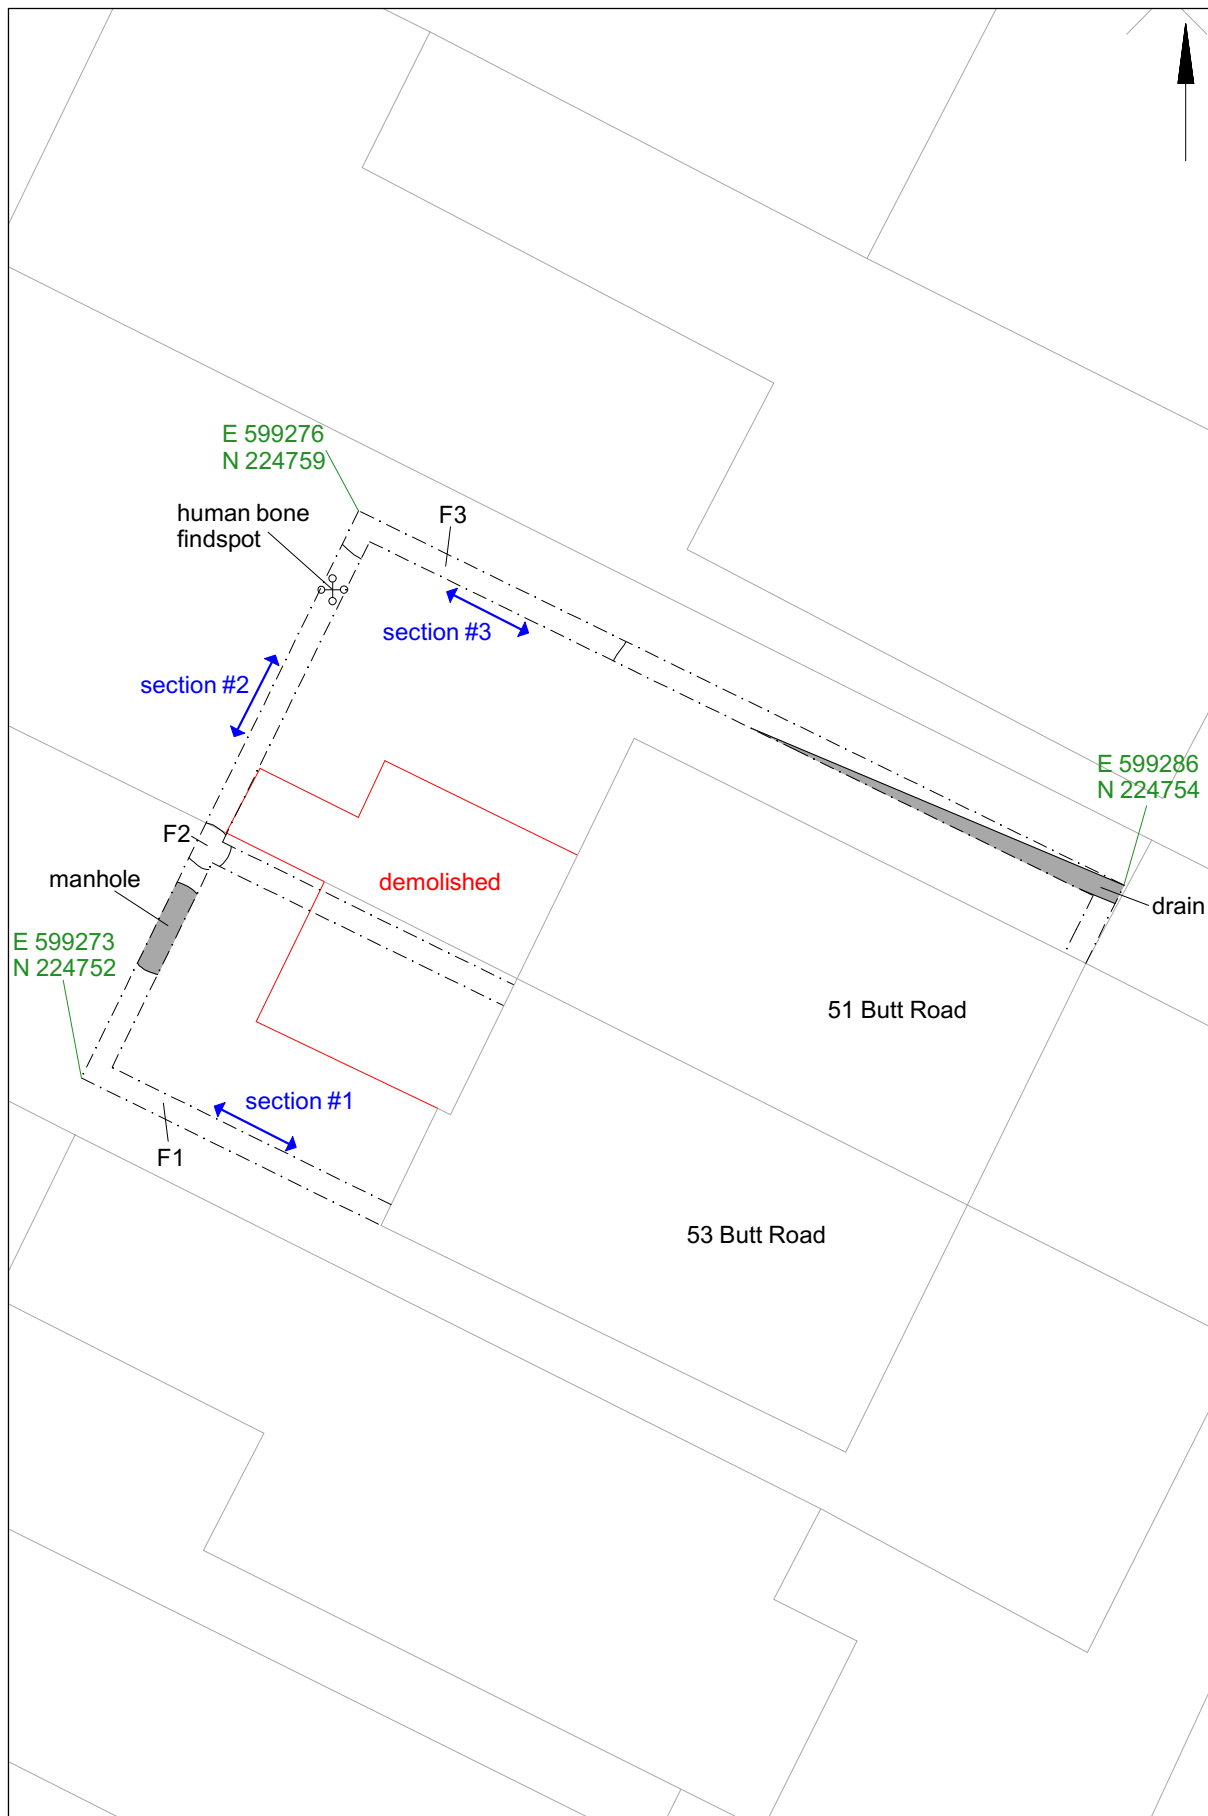 E 599276
N 224759
human bone
findspot
F3
section #3
section #2
E 599286
N 224754
F2
manhole
demolished
drain
E 599273
N 224752
51 Butt Road
section #1
F1
53 Butt Road